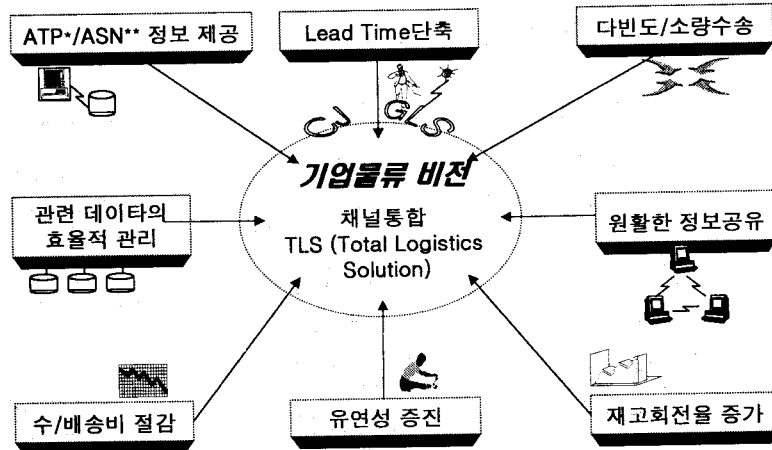 ATP*/ASN** 정보 제공
Lead Time단축
다빈도/소량수송
CJ GLS
기업물류 비전
채널통합
TLS (Total Logistics
Solution)
관련 데이타의
효율적 관리
원활한 정보공유
수/배송비 절감
유연성 증진
재고회전율 증가